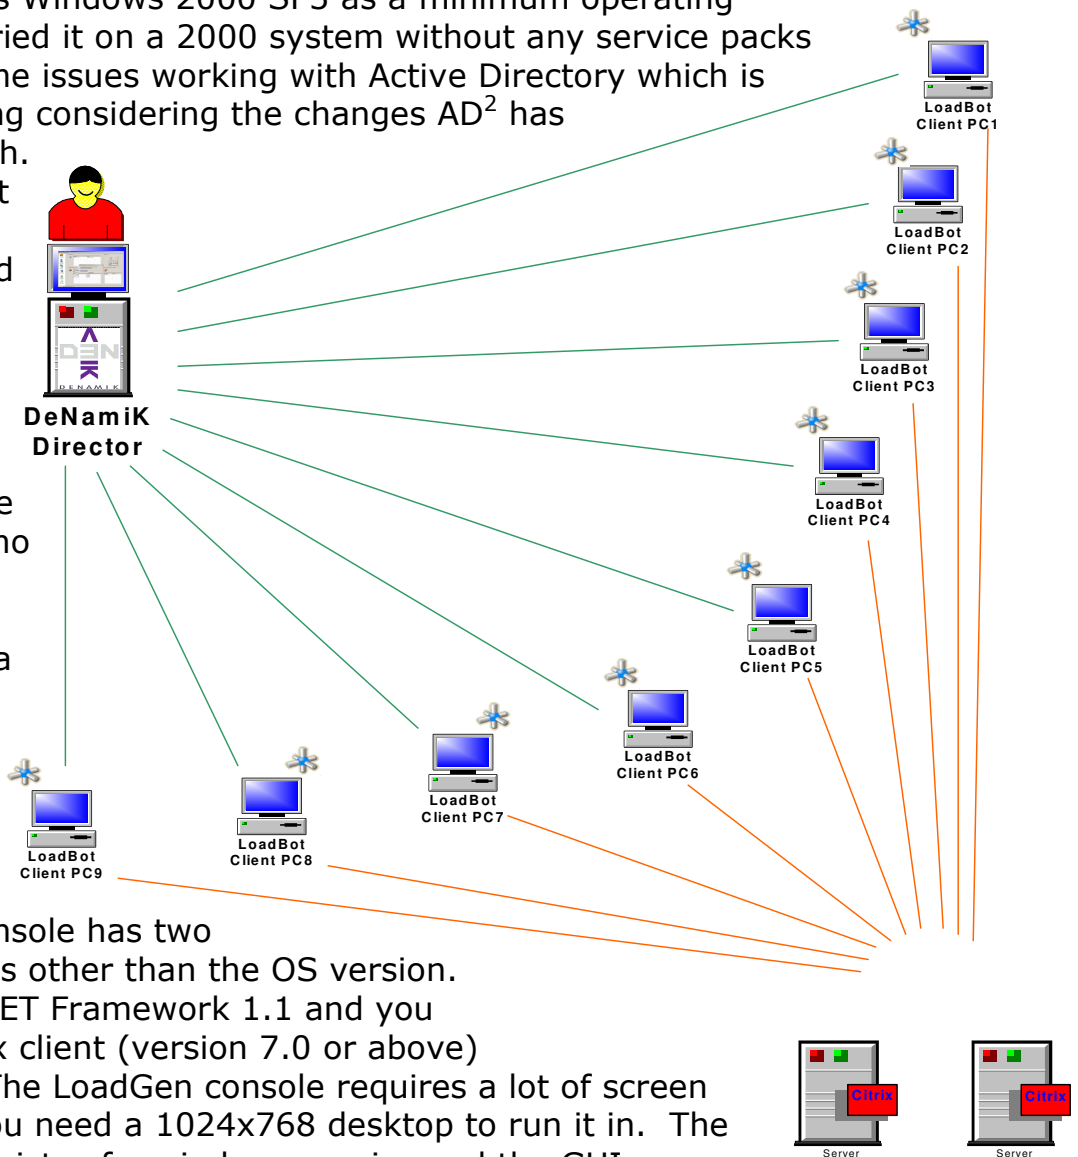 s Windows 2000 SP3 as a minimum operating
ried it on a 2000 system without any service packs
ne issues working with Active Directory which is
ng considering the changes AD² has
h.
t
d
DENAMIK
DeNamiK
Director
e
no
a
LoadBot
Client PC1
LoadBot
Client PC2
LoadBot
Client PC3
LoadBot
Client PC4
LoadBot
Client PC5
LoadBot
Client PC6
LoadBot
Client PC7
LoadBot
Client PC8
LoadBot
Client PC9
nsole has two
s other than the OS version.
ET Framework 1.1 and you
x client (version 7.0 or above)
The LoadGen console requires a lot of screen
ou need a 1024x768 desktop to run it in. The
Citrix
Server
Citrix
Server